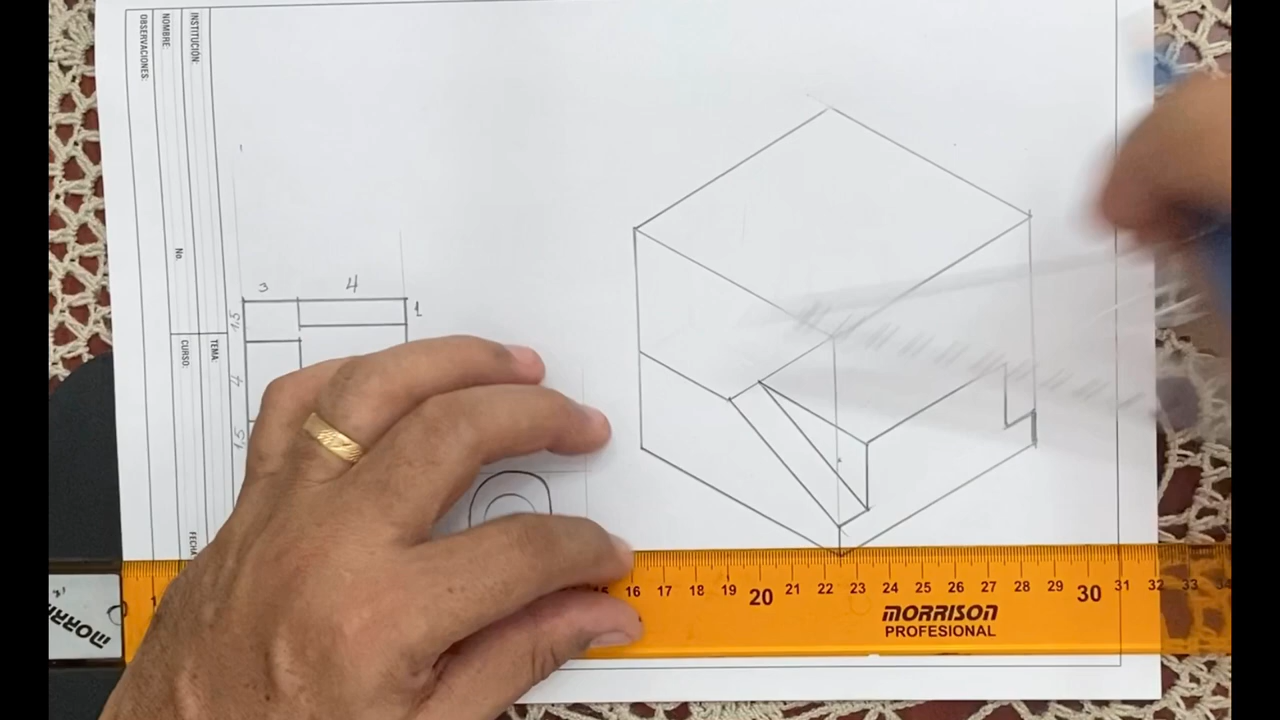 INSTITUCIÓN:
NOMBRE:
OBSERVACIONES:
No.
TEMA:
CURSO:
FECHA
3 4
1
1,5
4
1,5
16 17 18 19 20 21 22 23 24 25 26 27 28 29 30 31 32 33 34
MORRISON
PROFESIONAL